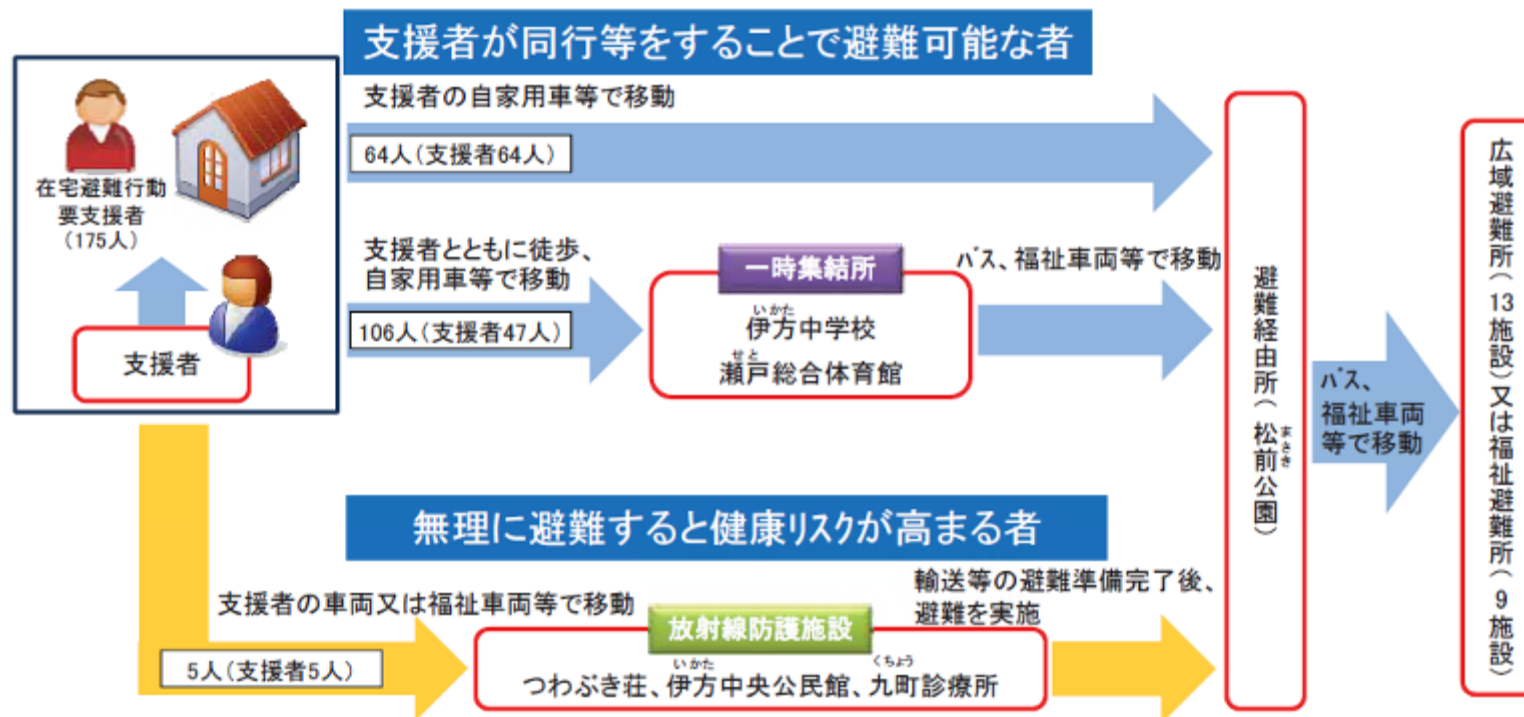 支援者が同行等をすることで避難可能な者
支援者の自家用車等で移動
64人(支援者64人)
在宅避難行動
要支援者
(175人)
支援者
支援者とともに徒歩、
自家用車等で移動
106人(支援者47人)
一時集結所
いかた
伊方中学校
せと
瀬戸総合体育館
バス、福祉車両等で移動
避難経由所(松前公園)
まさき
バス、
福祉車両
等で移動
広域避難所(13施設)又は福祉避難所(9施設)
無理に避難すると健康リスクが高まる者
支援者の車両又は福祉車両等で移動
5人(支援者5人)
放射線防護施設
いかた
くちょう
つわぶき荘、伊方中央公民館、九町診療所
輸送等の避難準備完了後、
避難を実施